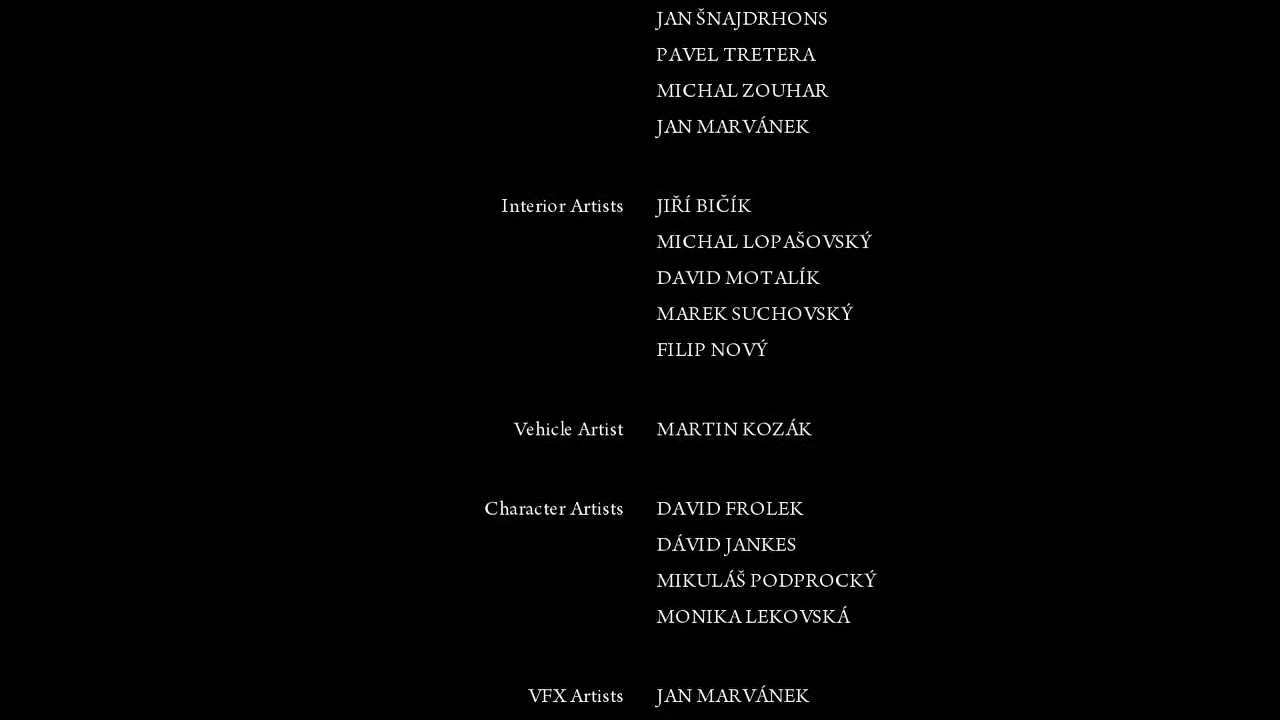 JAN ŠNAJDRHONS
PAVEL TRETERA
MICHAL ZOUHAR
JAN MARVÁNEK
Interior Artists JIŘÍ BIČÍK
MICHAL LOPAŠOVSKÝ
DAVID MOTALÍK
MAREK SUCHOVSKÝ
FILIP NOVÝ
Vehicle Artist MARTIN KOZÁK
Character Artists DAVID FROLEK
DÁVID JANKES
MIKULÁŠ PODPROCKÝ
MONIKA LEKOVSKÁ
VFX Artists JAN MARVÁNEK